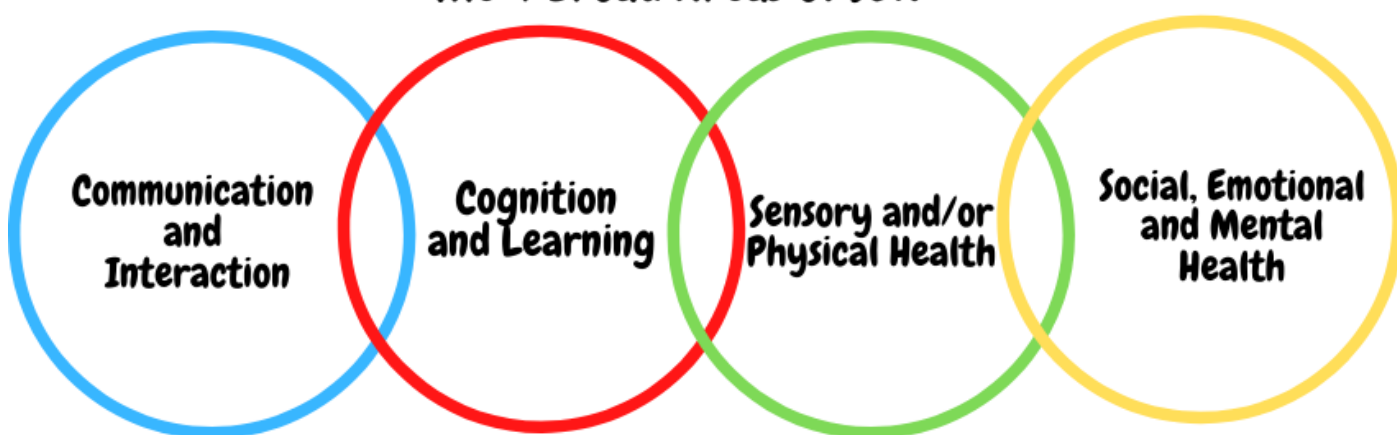 Communication
and
Interaction
Cognition
and Learning
Sensory and/or
Physical Health
Social, Emotional
and Mental
Health